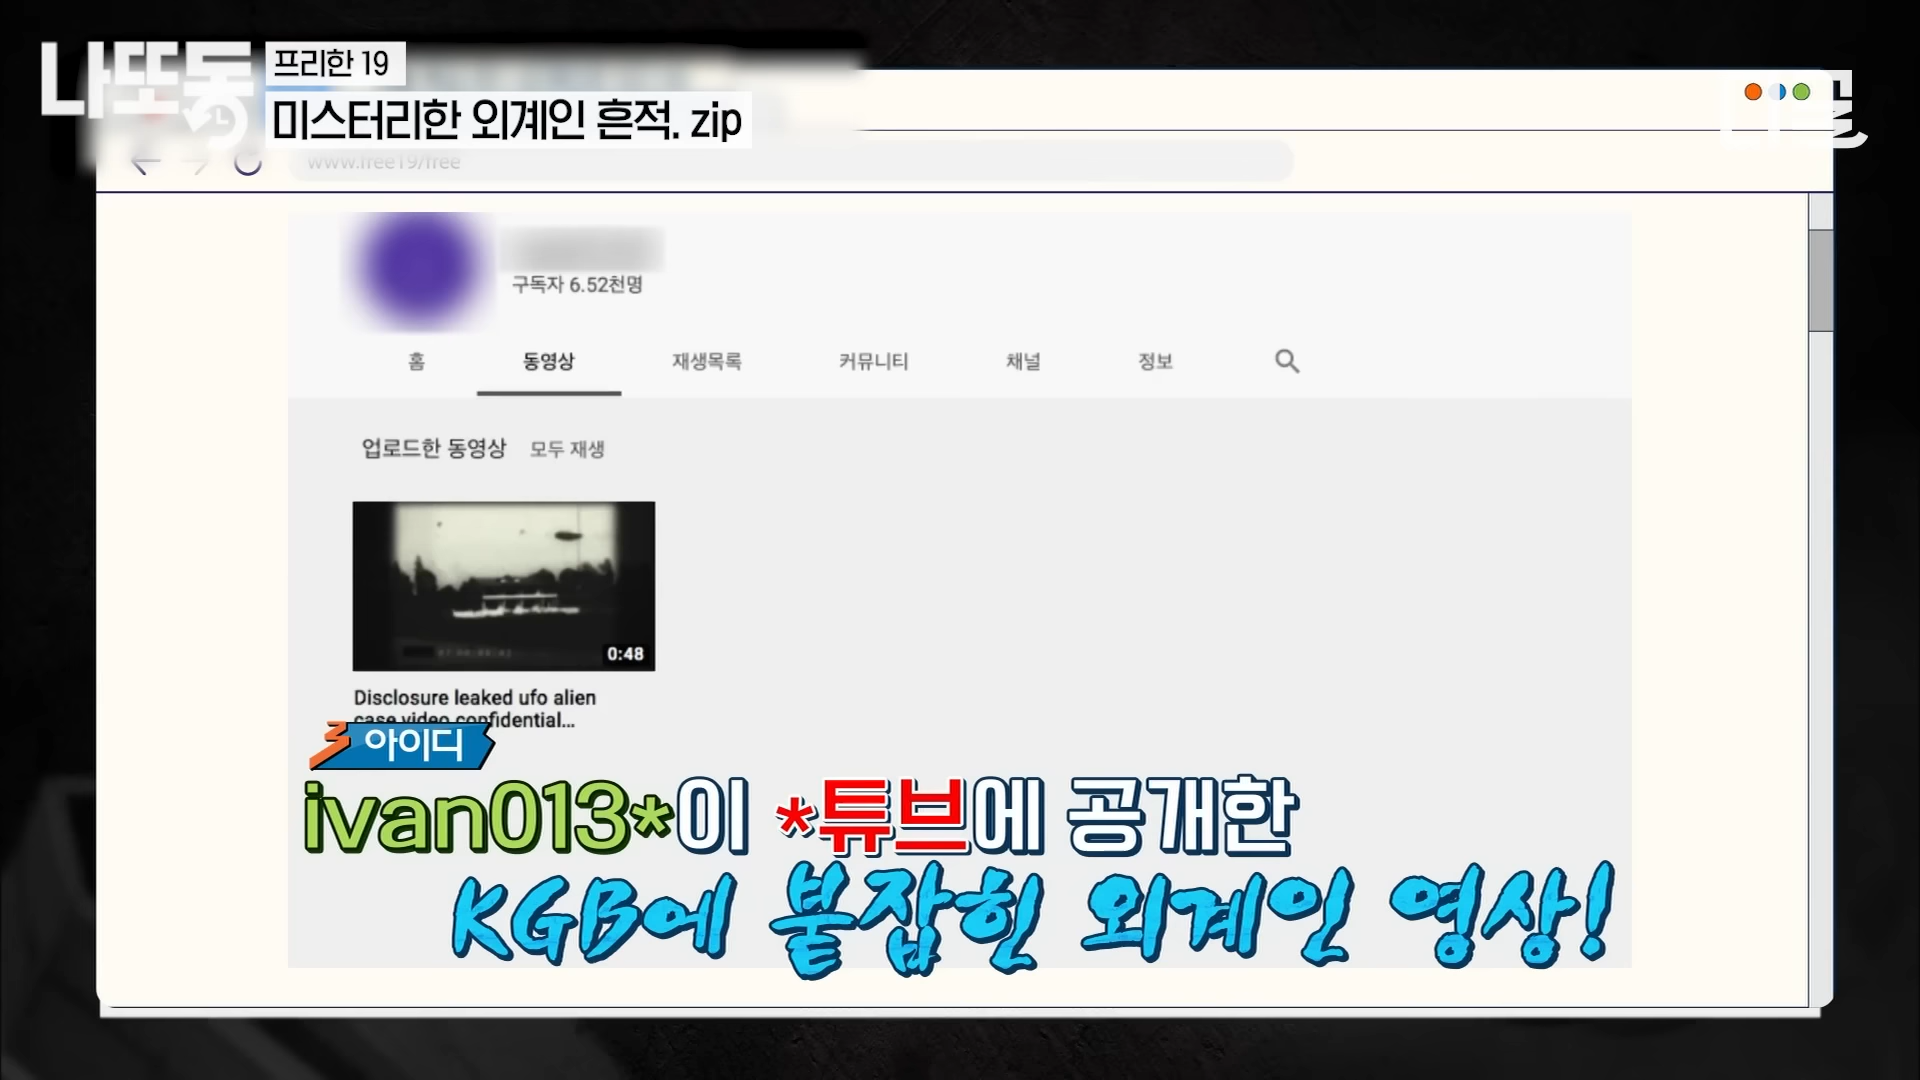 나또동
프리한 19
미스터리한 외계인 흔적. zip
www.free19/free
구독자 6.52천명
홈 동영상 재생목록 커뮤니티 채널 정보
업로드한 동영상 모두 재생
0:48
Disclosure leaked ufo alien
case video confidential...
아이디
ivan013*이 *튜브에 공개한
KGB에 붙잡힌 외계인 영상!